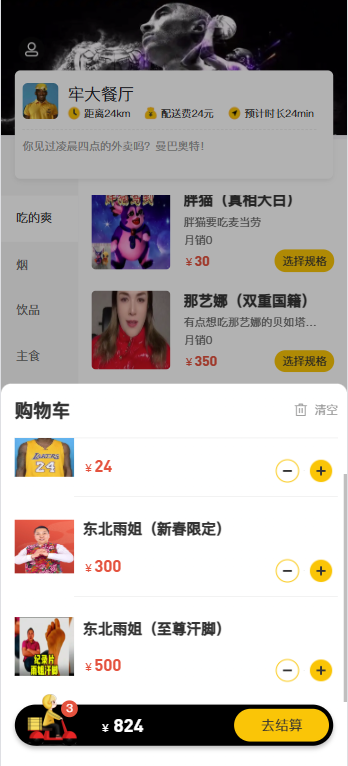 牢大餐厅
距离24km 配送费24元 预计时长24min
你见过凌晨四点的外卖吗？曼巴奥特！
吃的爽
烟
饮品
主食
胖猫（真相大白）
胖猫要吃麦当劳
月销0
￥30 选择规格
那艺娜（双重国籍）
有点想吃那艺娜的贝如塔…
月销0
￥350 选择规格
购物车 清空
24
￥24
东北雨姐（新春限定）
￥300
东北雨姐（至尊汗脚）
纪录片
雨姐汗脚
￥500
3
￥824 去结算